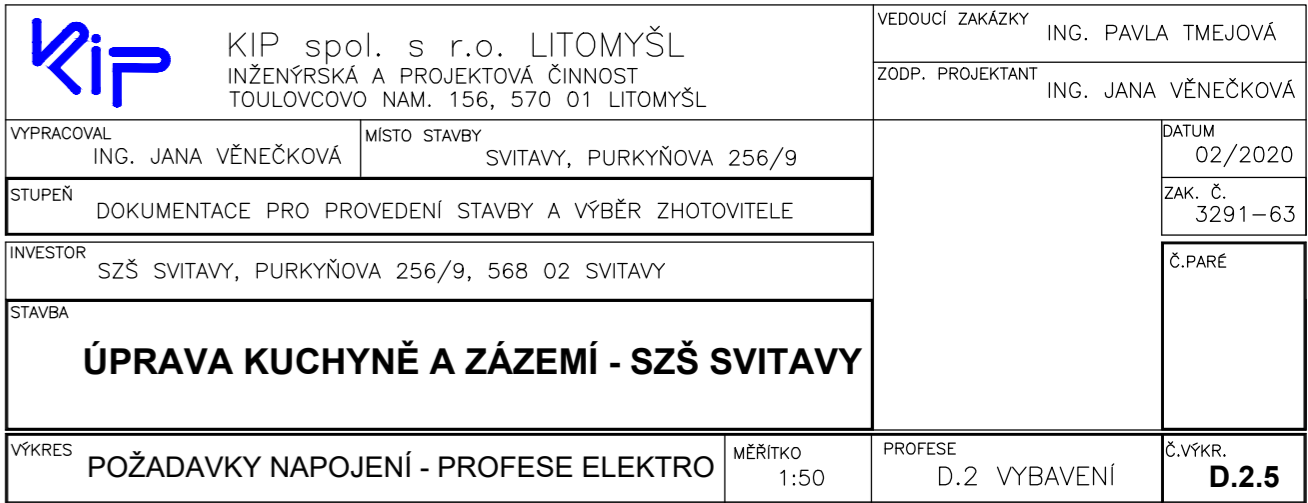 KIP
KIP spol. s r.o. LITOMYŠL
INŽENÝRSKÁ A PROJEKTOVÁ ČINNOST
TOULOVCOVO NAM. 156, 570 01 LITOMYŠL
VEDOUCÍ ZAKÁZKY
ING. PAVLA TMEJOVÁ
ZODP. PROJEKTANT
ING. JANA VĚNEČKOVÁ
VYPRACOVAL
ING. JANA VĚNEČKOVÁ
MÍSTO STAVBY
SVITAVY, PURKYŇOVA 256/9
DATUM
02/2020
STUPEŇ
DOKUMENTACE PRO PROVEDENÍ STAVBY A VÝBĚR ZHOTOVITELE
ZAK. Č.
3291-63
INVESTOR
SZŠ SVITAVY, PURKYŇOVA 256/9, 568 02 SVITAVY
Č.PARÉ
STAVBA
ÚPRAVA KUCHYNĚ A ZÁZEMÍ - SZŠ SVITAVY
VÝKRES
POŽADAVKY NAPOJENÍ - PROFESE ELEKTRO
MĚŘÍTKO
1:50
PROFESE
D.2 VYBAVENÍ
Č.VÝKR.
D.2.5